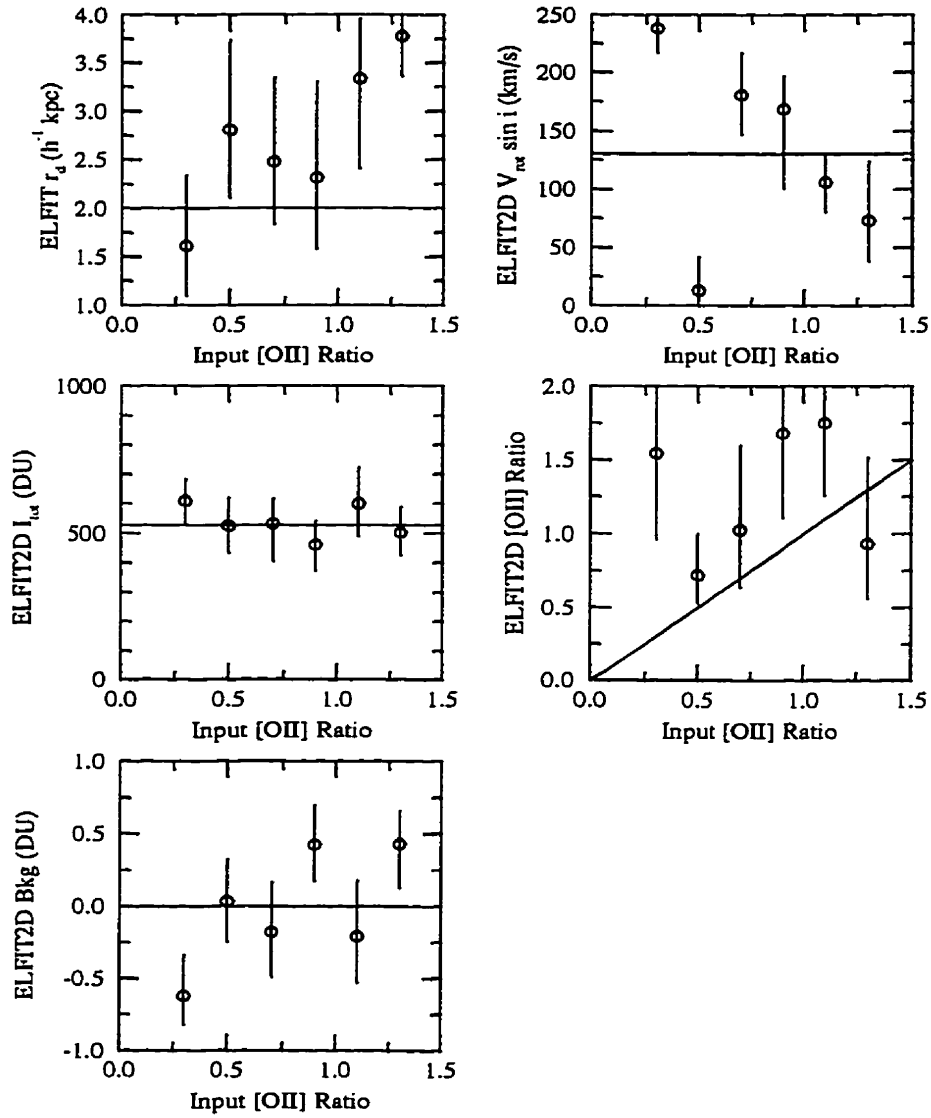 ELFIT r_d (h^-1 kpc)
4.0
3.5
3.0
2.5
2.0
1.5
1.0
0.0 0.5 1.0 1.5
Input [OII] Ratio
ELFIT2D V_rot sin i (km/s)
250
200
150
100
50
0
0.0 0.5 1.0 1.5
Input [OII] Ratio
ELFIT2D I_tot (DU)
1000
500
0
0.0 0.5 1.0 1.5
Input [OII] Ratio
ELFIT2D [OII] Ratio
2.0
1.5
1.0
0.5
0.0
0.0 0.5 1.0 1.5
Input [OII] Ratio
ELFIT2D Bkg (DU)
1.0
0.5
0.0
-0.5
-1.0
0.0 0.5 1.0 1.5
Input [OII] Ratio